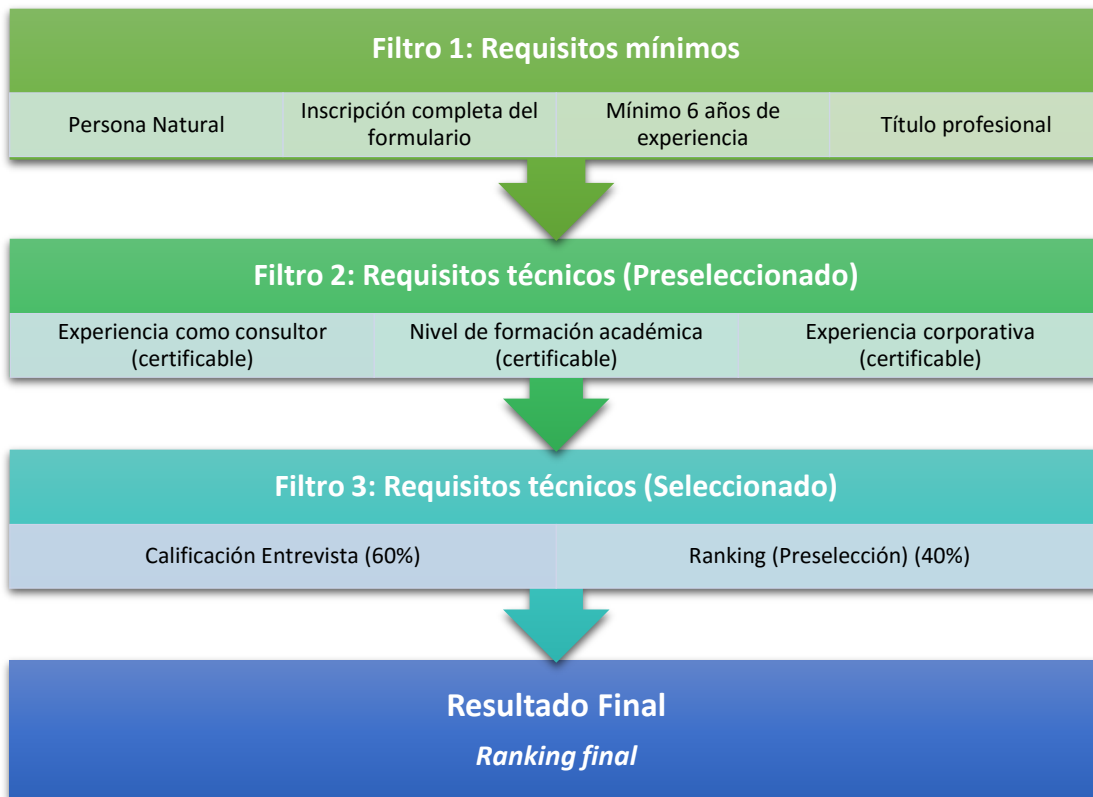 Filtro 1: Requisitos mínimos
Persona Natural
Inscripción completa del
formulario
Mínimo 6 años de
experiencia
Título profesional
Filtro 2: Requisitos técnicos (Preseleccionado)
Experiencia como consultor
(certificable)
Nivel de formación académica
(certificable)
Experiencia corporativa
(certificable)
Filtro 3: Requisitos técnicos (Seleccionado)
Calificación Entrevista (60%)
Ranking (Preselección) (40%)
Resultado Final
Ranking final